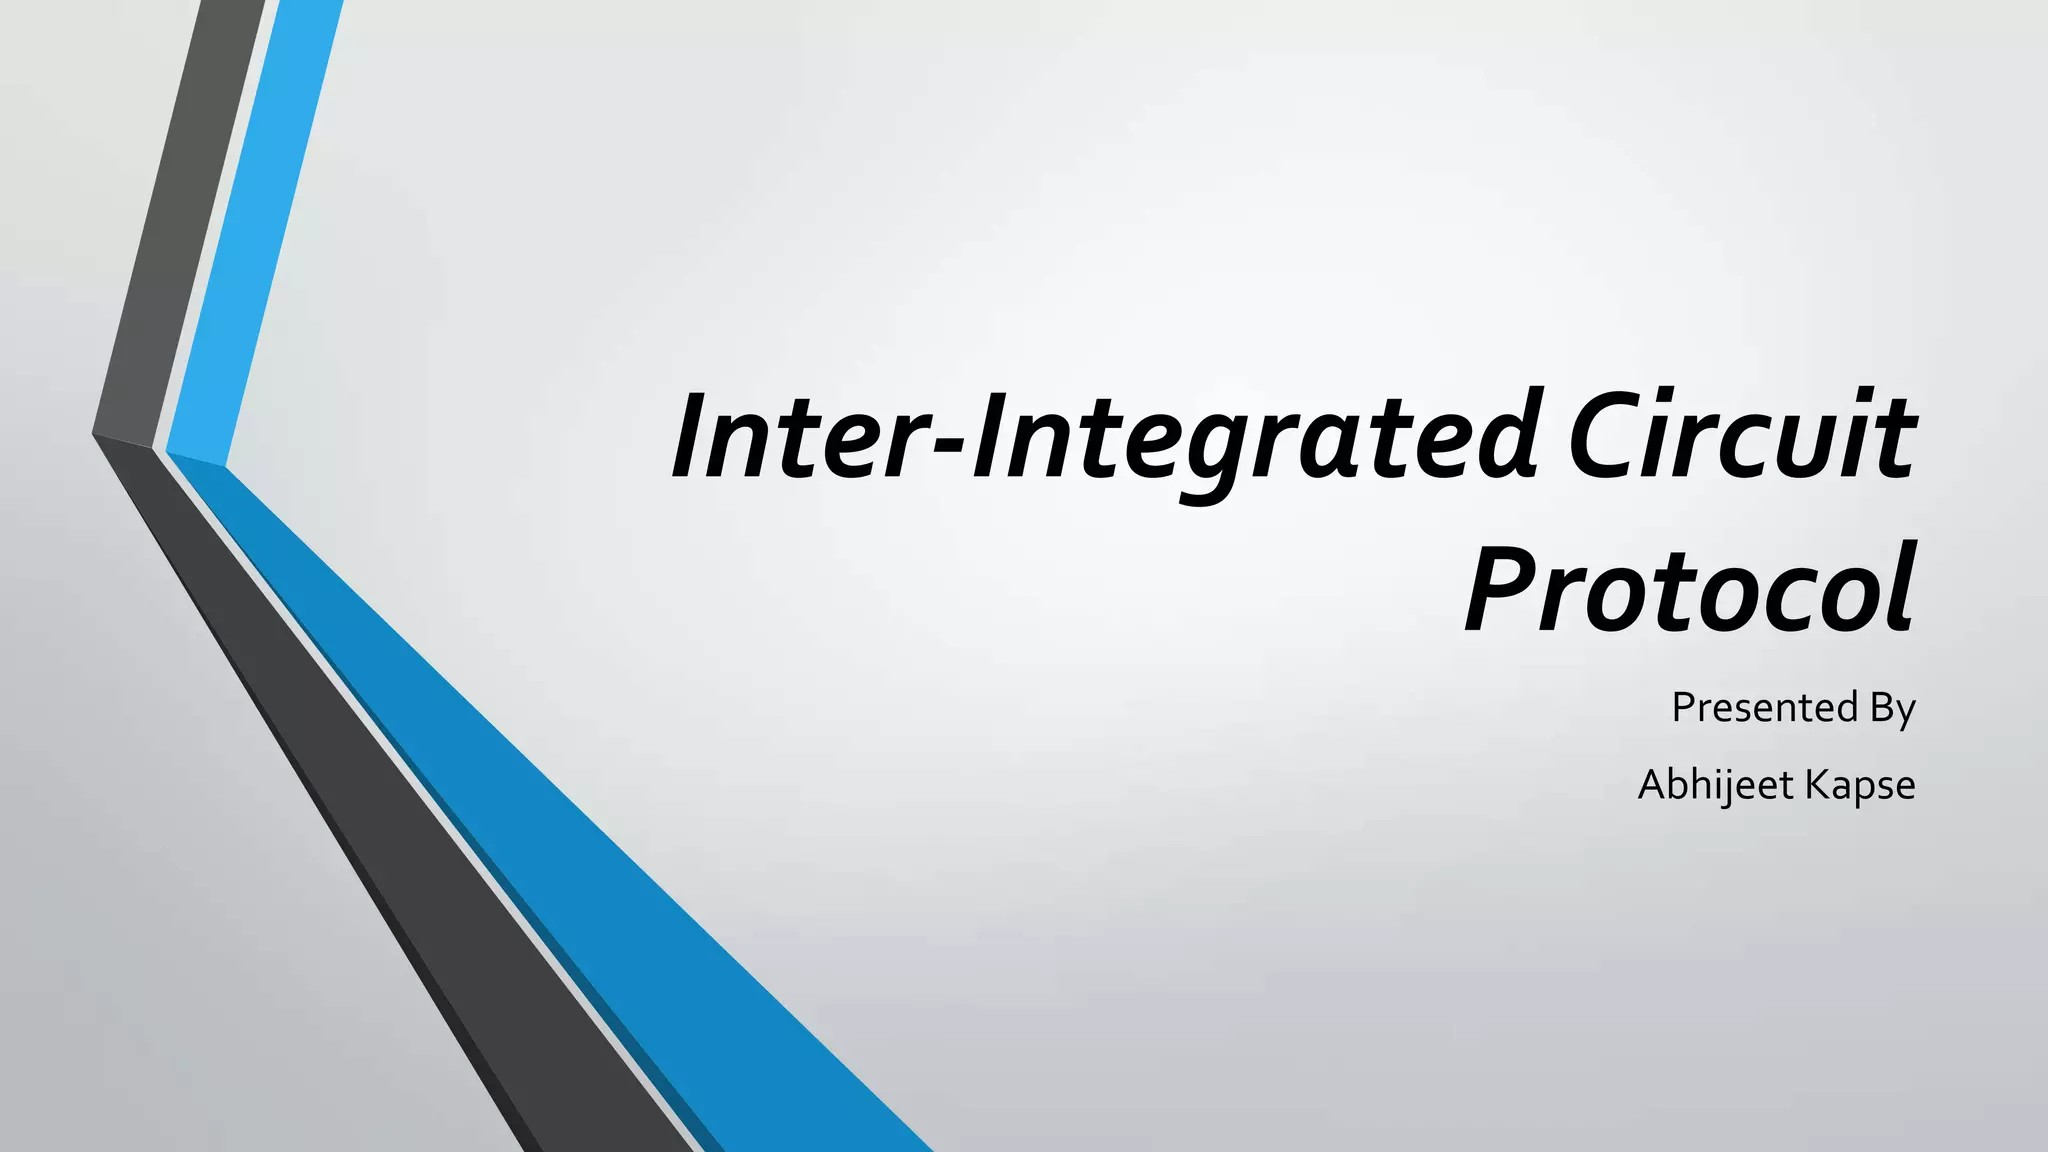 Inter-Integrated Circuit
Protocol
Presented By
Abhijeet Kapse